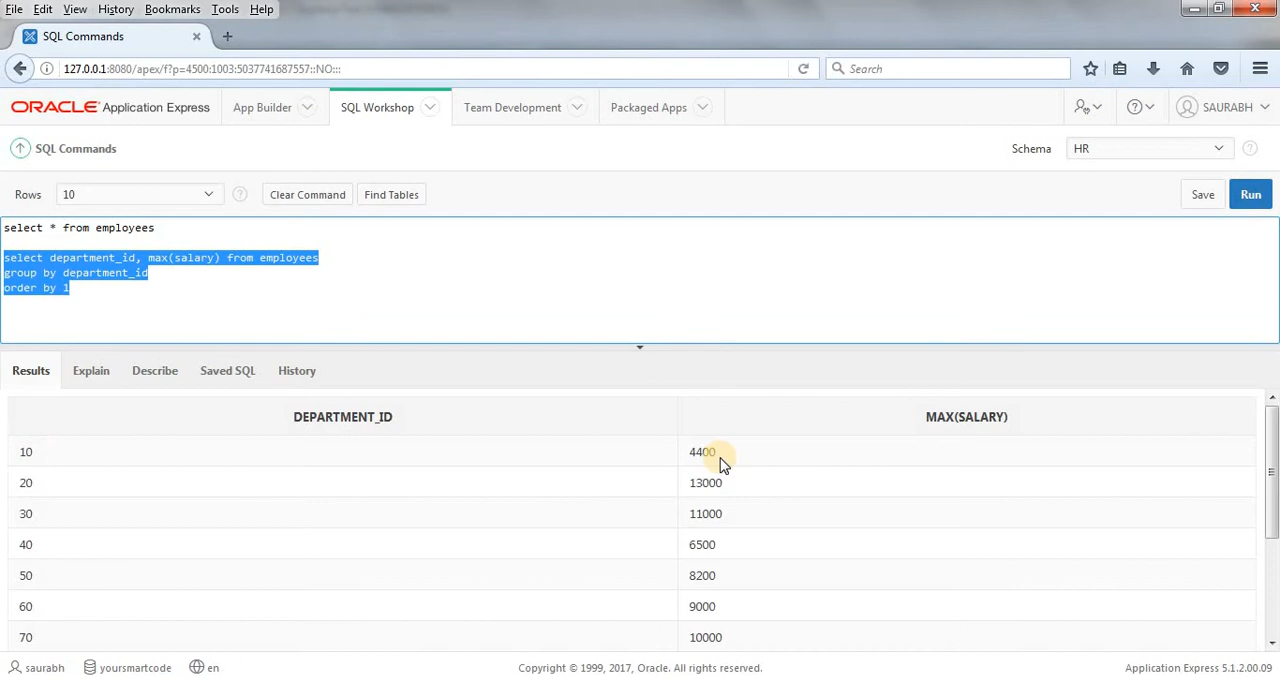 File Edit View History Bookmarks Tools Help
SQL Commands × +
127.0.0.1:8080/apex/f?p=4500:1003:5037741687557::NO::: Search
ORACLE Application Express App Builder SQL Workshop Team Development Packaged Apps ? SAURABH
SQL Commands Schema HR ?
Rows 10 ? Clear Command Find Tables Save Run
select * from employees
select department_id, max(salary) from employees
group by department_id
order by 1
Results Explain Describe Saved SQL History
DEPARTMENT_ID MAX(SALARY)
10 4400
20 13000
30 11000
40 6500
50 8200
60 9000
70 10000
saurabh yoursmartcode en Copyright © 1999, 2017, Oracle. All rights reserved. Application Express 5.1.2.00.09